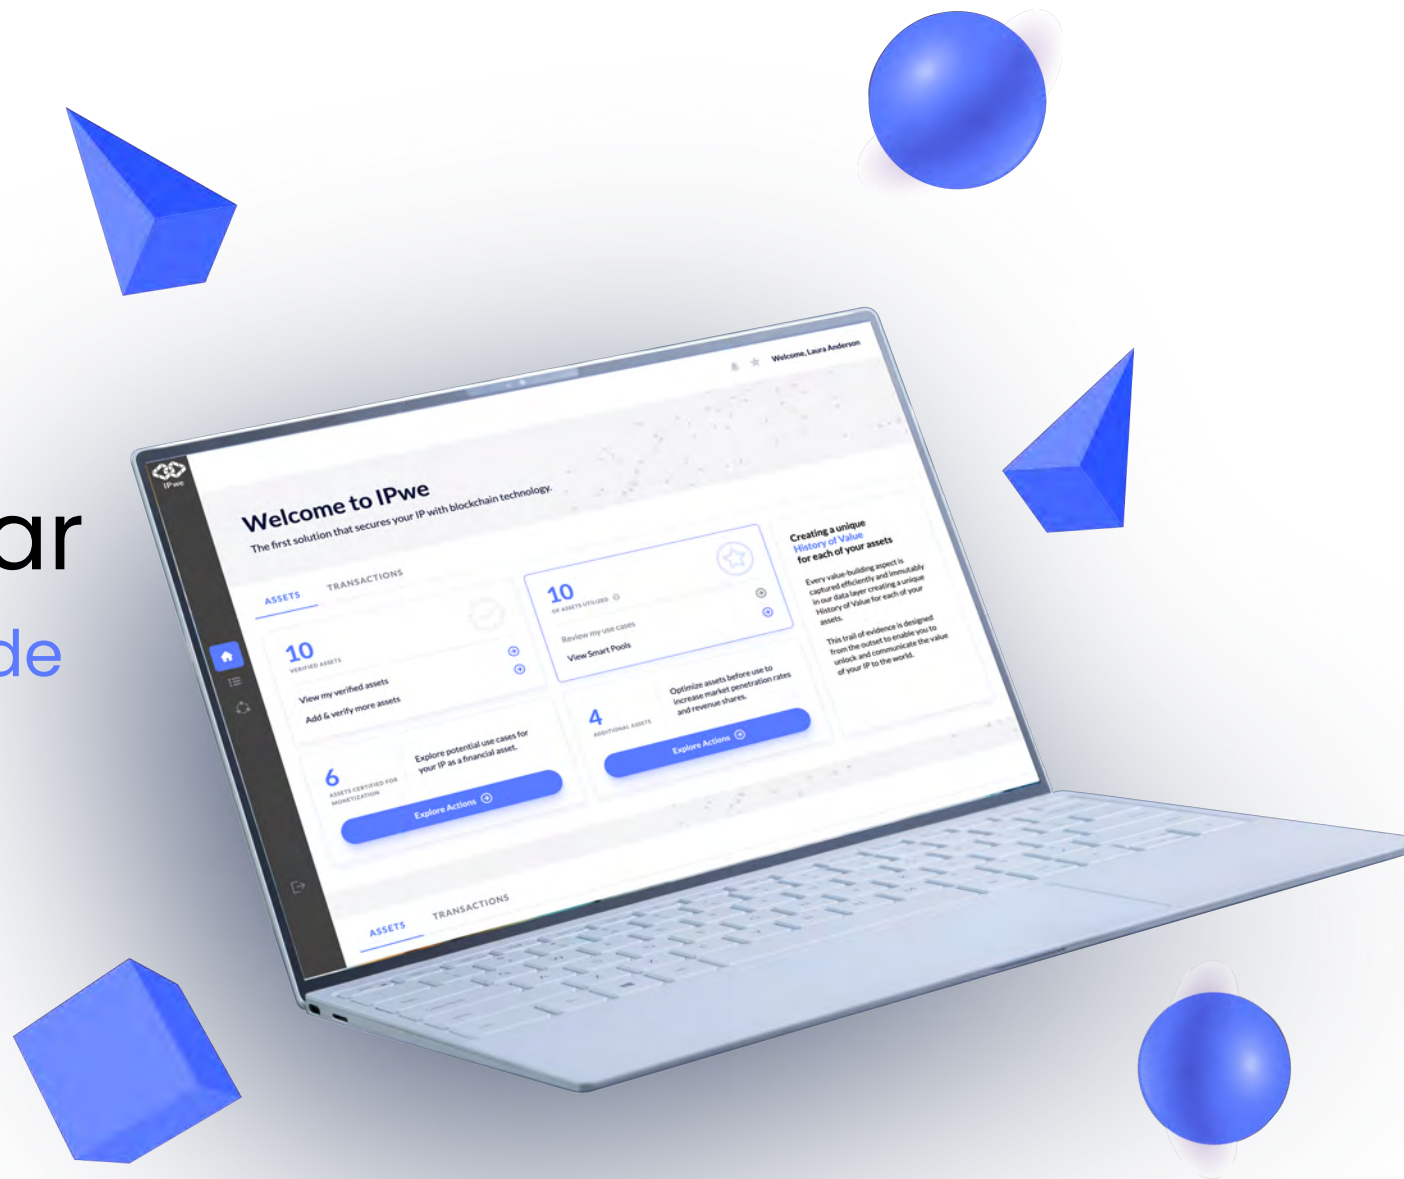 ar
de
IPwe
Welcome, Laura Anderson
Welcome to IPwe
The first solution that secures your IP with blockchain technology.
ASSETS
TRANSACTIONS
10
VERIFIED ASSETS
View my verified assets
Add & verify more assets
10
OF ASSETS UTILIZED
Review my use cases
View Smart Pools
Creating a unique
History of Value
for each of your assets
Every value-building aspect is
captured efficiently and immutably
in our data layer creating a unique
History of Value for each of your
assets.
This trail of evidence is designed
from the outset to enable you to
unlock and communicate the value
of your IP to the world.
6
ASSETS CERTIFIED FOR
MONETIZATION
Explore potential use cases for
your IP as a financial asset.
Explore Actions
4
ADDITIONAL ASSETS
Optimize assets before use to
increase market penetration rates
and revenue shares.
Explore Actions
ASSETS
TRANSACTIONS